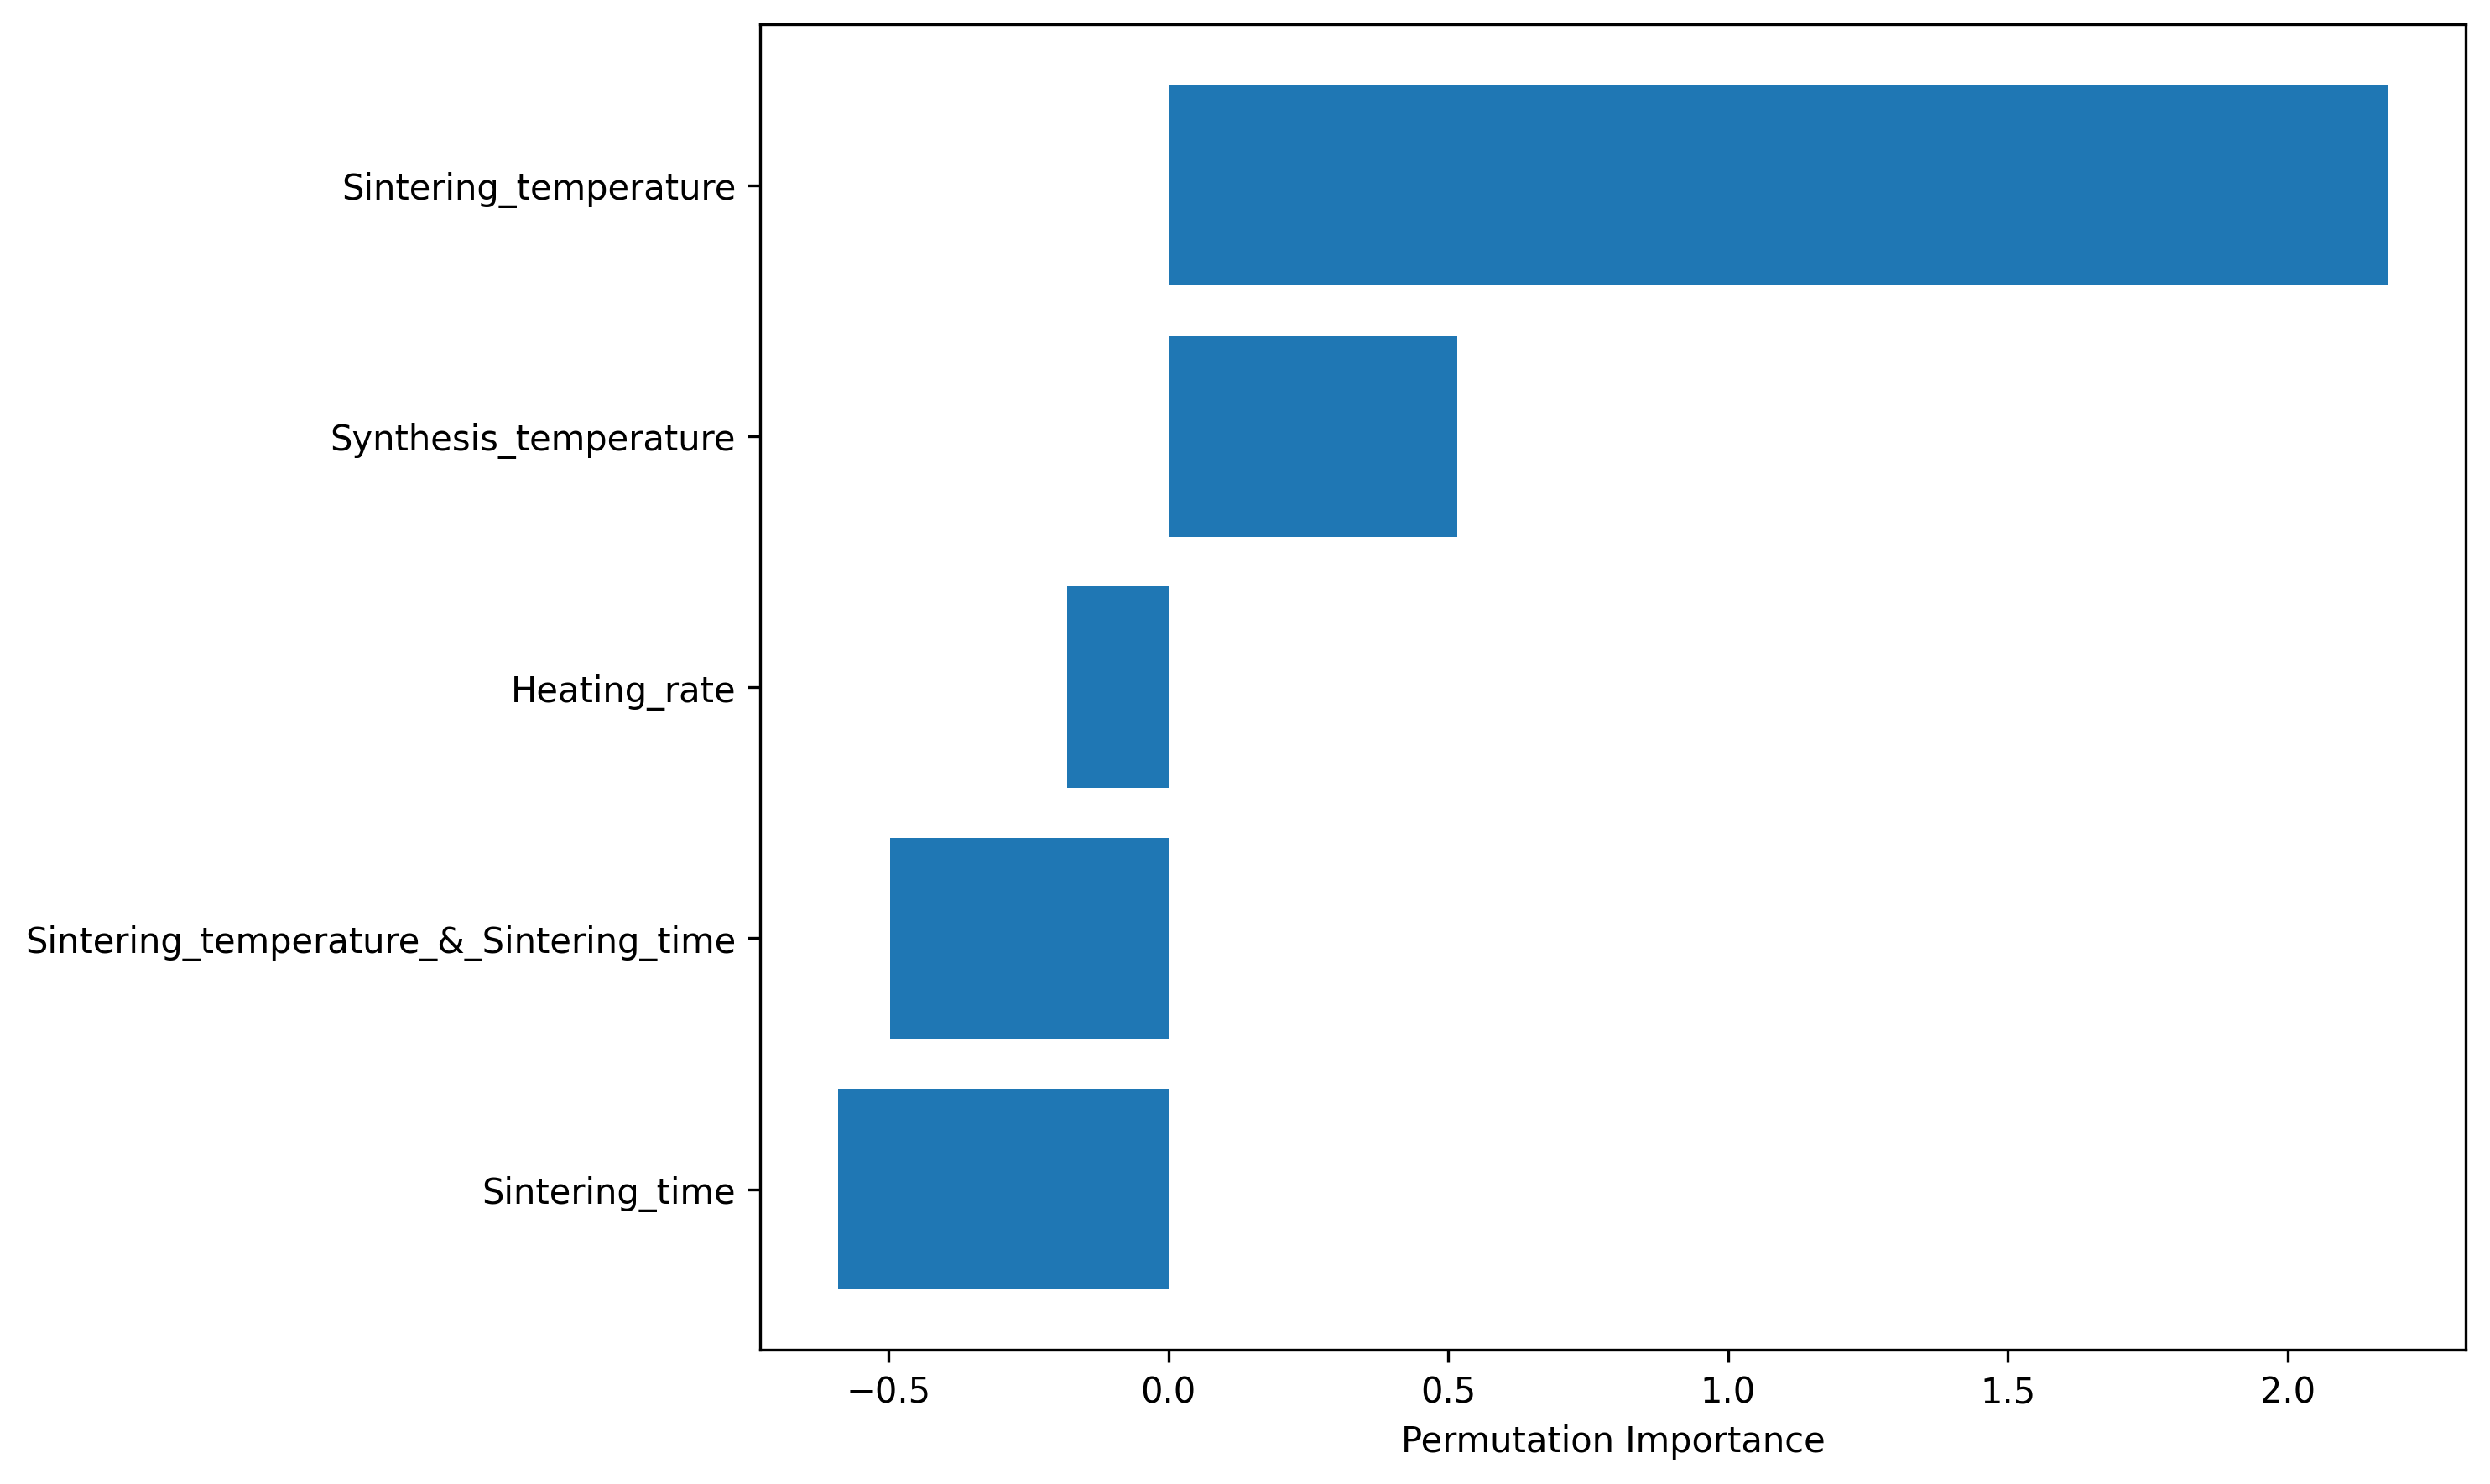 Sintering_temperature
Synthesis_temperature
Heating_rate
Sintering_temperature_&_Sintering_time
Sintering_time
−0.5 0.0 0.5 1.0 1.5 2.0
Permutation Importance